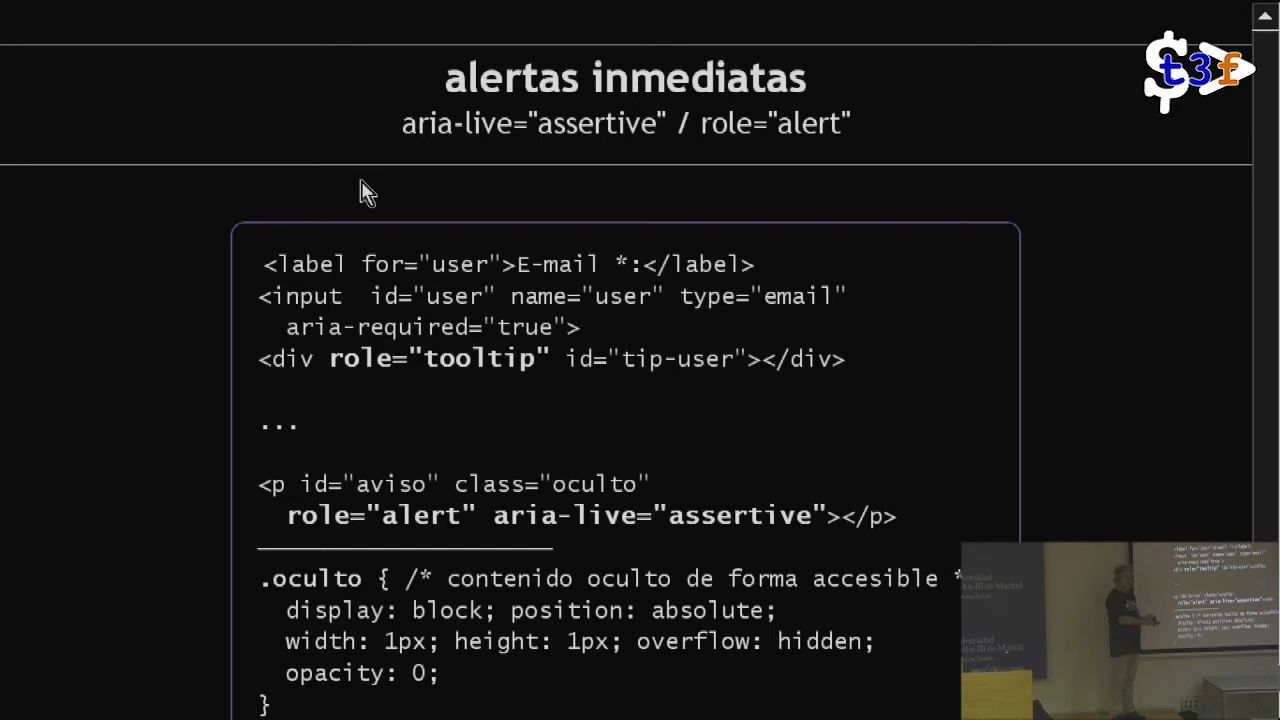 alertas inmediatas
aria-live="assertive" / role="alert"
$t3f
<label for="user">E-mail *:</label>
<input  id="user" name="user" type="email"
  aria-required="true">
<div role="tooltip" id="tip-user"></div>
...
<p id="aviso" class="oculto"
  role="alert" aria-live="assertive"></p>
.oculto { /* contenido oculto de forma accesible *
  display: block; position: absolute;
  width: 1px; height: 1px; overflow: hidden;
  opacity: 0;
}